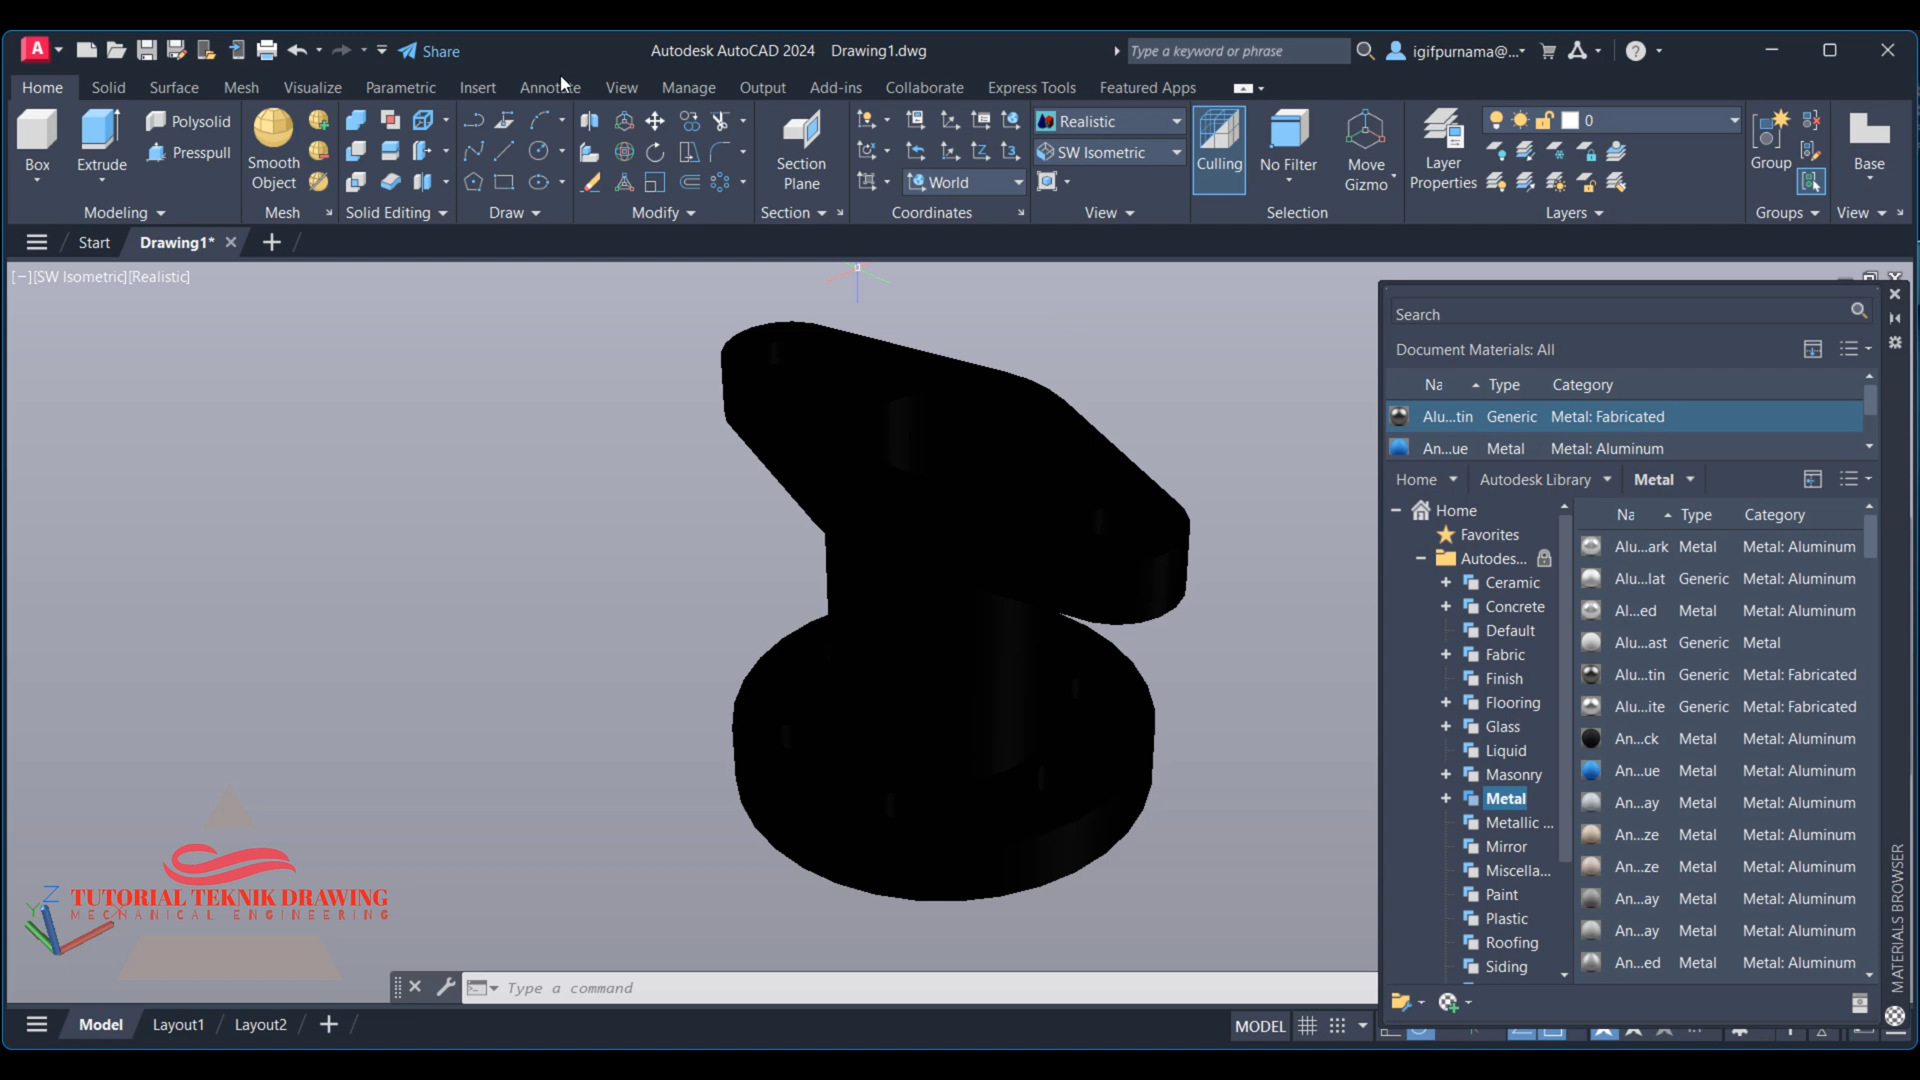 A Share Autodesk AutoCAD 2024 Drawing1.dwg Type a keyword or phrase igifpurnama@...
Home Solid Surface Mesh Visualize Parametric Insert Annotate View Manage Output Add-ins Collaborate Express Tools Featured Apps
Box Extrude Polysolid Presspull
Smooth Object
Section Plane
World
Realistic
SW Isometric
Culling No Filter Move Gizmo
Layer Properties
0
Group Base
Modeling Mesh Solid Editing Draw Modify Section Coordinates View Selection Layers Groups View
Start Drawing1* +
[−][SW Isometric][Realistic]
Search
Document Materials: All
Na Type Category
Alu...tin Generic Metal: Fabricated
An...ue Metal Metal: Aluminum
Home Autodesk Library Metal
Home
Favorites
Autodes...
Ceramic
Concrete
Default
Fabric
Finish
Flooring
Glass
Liquid
Masonry
Metal
Metallic ...
Mirror
Miscella...
Paint
Plastic
Roofing
Siding
Na Type Category
Alu...ark Metal Metal: Aluminum
Alu...lat Generic Metal: Aluminum
Al...ed Metal Metal: Aluminum
Alu...ast Generic Metal
Alu...tin Generic Metal: Fabricated
Alu...ite Generic Metal: Fabricated
An...ck Metal Metal: Aluminum
An...ue Metal Metal: Aluminum
An...ay Metal Metal: Aluminum
An...ze Metal Metal: Aluminum
An...ze Metal Metal: Aluminum
An...ay Metal Metal: Aluminum
An...ay Metal Metal: Aluminum
An...ed Metal Metal: Aluminum
MATERIALS BROWSER
Z
Y
TUTORIAL TEKNIK DRAWING
MECHANICAL ENGINEERING
Type a command
Model Layout1 Layout2 +
MODEL